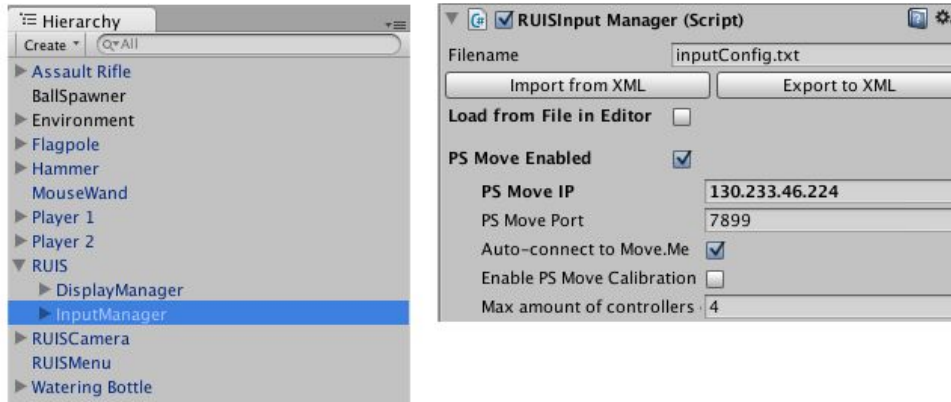 Hierarchy
Create
All
Assault Rifle
BallSpawner
Environment
Flagpole
Hammer
MouseWand
Player 1
Player 2
RUIS
DisplayManager
InputManager
RUISCamera
RUISMenu
Watering Bottle
RUISInput Manager (Script)
Filename inputConfig.txt
Import from XML Export to XML
Load from File in Editor
PS Move Enabled
PS Move IP 130.233.46.224
PS Move Port 7899
Auto-connect to Move.Me
Enable PS Move Calibration
Max amount of controllers 4